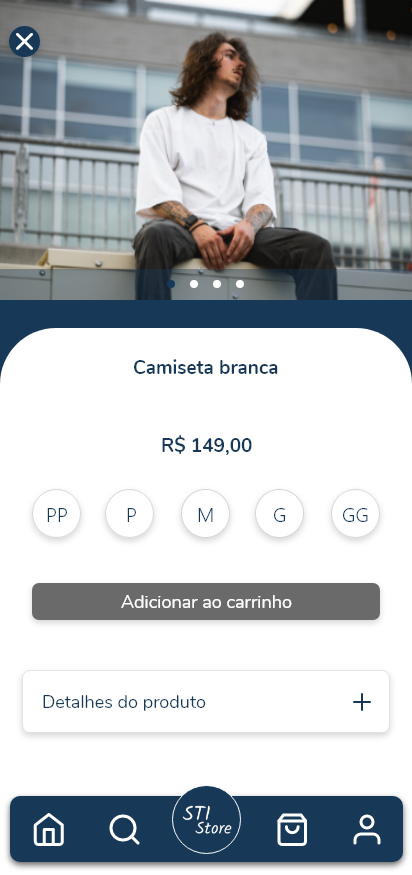 Camiseta branca
R$ 149,00
PP P M G GG
Adicionar ao carrinho
Detalhes do produto
STI
Store